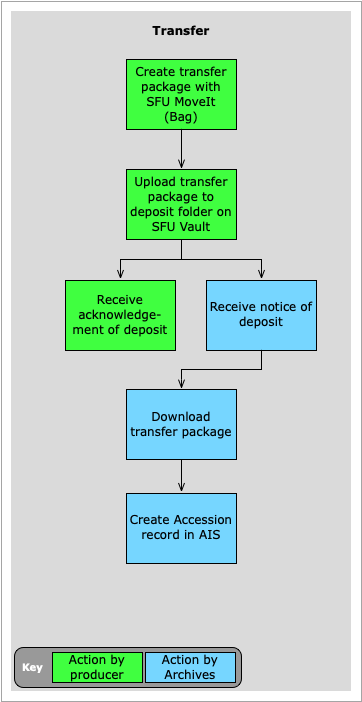 Transfer
Create transfer
package with
SFU MoveIt
(Bag)
Upload transfer
package to
deposit folder on
SFU Vault
Receive
acknowledge-
ment of deposit
Receive notice of
deposit
Download
transfer package
Create Accession
record in AIS
Key
Action by
producer
Action by
Archives